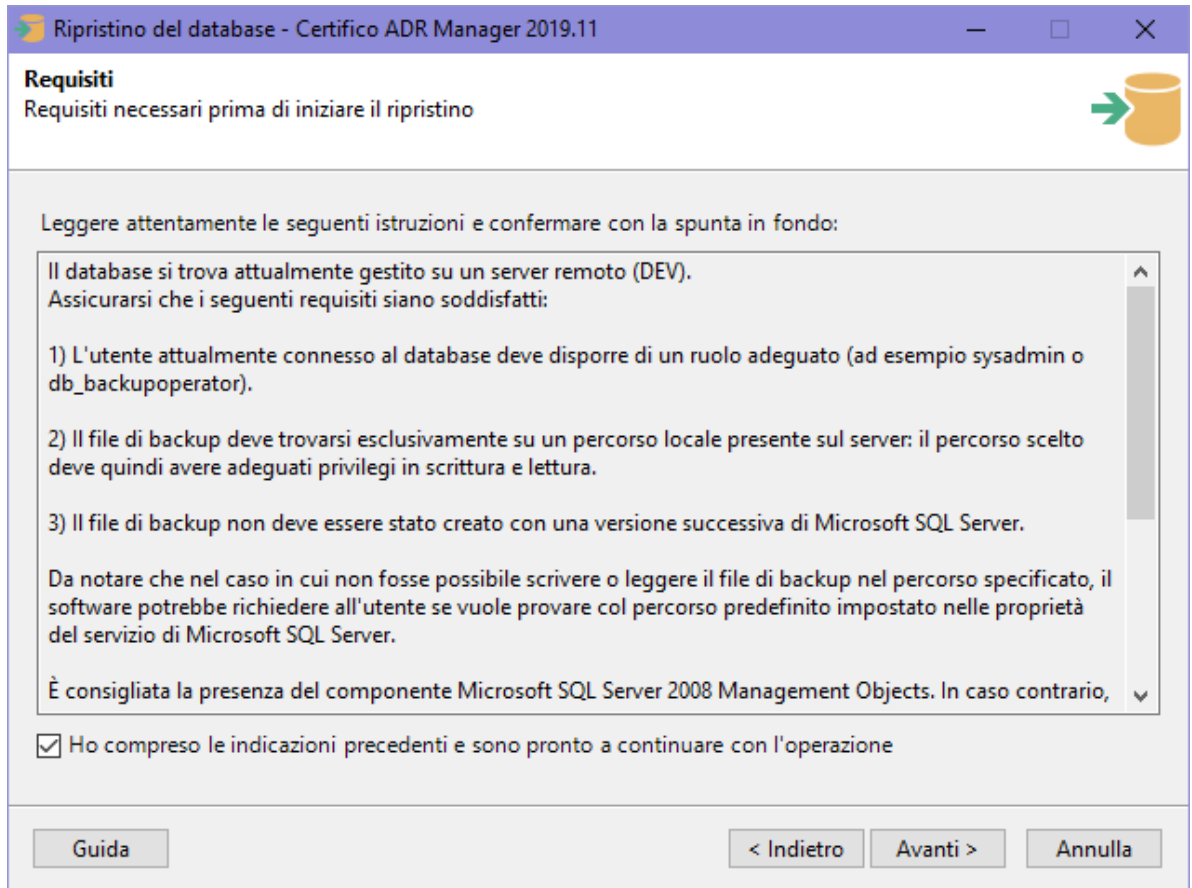 Ripristino del database - Certifico ADR Manager 2019.11
Requisiti
Requisiti necessari prima di iniziare il ripristino
Leggere attentamente le seguenti istruzioni e confermare con la spunta in fondo:
Il database si trova attualmente gestito su un server remoto (DEV).
Assicurarsi che i seguenti requisiti siano soddisfatti:
1) L'utente attualmente connesso al database deve disporre di un ruolo adeguato (ad esempio sysadmin o
db_backupoperator).
2) Il file di backup deve trovarsi esclusivamente su un percorso locale presente sul server: il percorso scelto
deve quindi avere adeguati privilegi in scrittura e lettura.
3) Il file di backup non deve essere stato creato con una versione successiva di Microsoft SQL Server.
Da notare che nel caso in cui non fosse possibile scrivere o leggere il file di backup nel percorso specificato, il
software potrebbe richiedere all'utente se vuole provare col percorso predefinito impostato nelle proprietà
del servizio di Microsoft SQL Server.
È consigliata la presenza del componente Microsoft SQL Server 2008 Management Objects. In caso contrario,
Ho compreso le indicazioni precedenti e sono pronto a continuare con l'operazione
Guida
< Indietro
Avanti >
Annulla